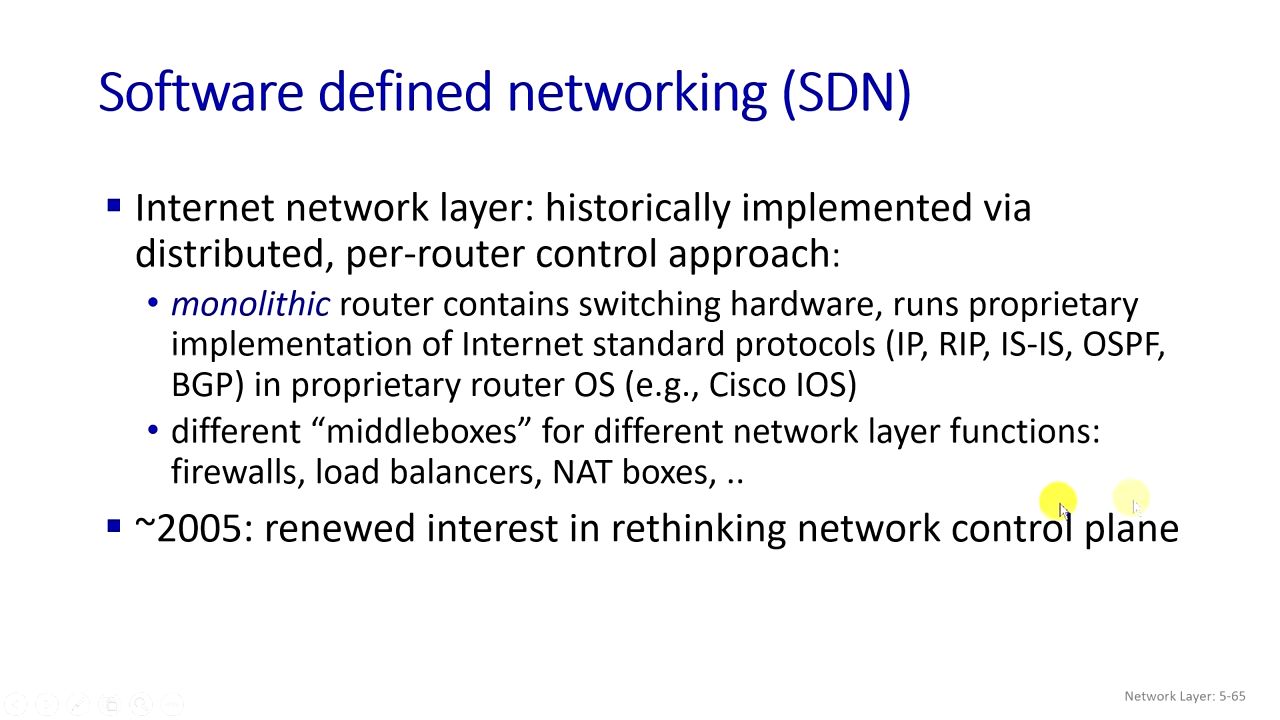 Software defined networking (SDN)
Internet network layer: historically implemented via
distributed, per-router control approach:
monolithic router contains switching hardware, runs proprietary
implementation of Internet standard protocols (IP, RIP, IS-IS, OSPF,
BGP) in proprietary router OS (e.g., Cisco IOS)
different “middleboxes” for different network layer functions:
firewalls, load balancers, NAT boxes, ..
~2005: renewed interest in rethinking network control plane
Network Layer: 5-65